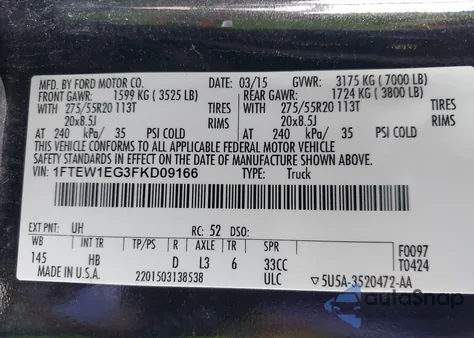 MFD. BY FORD MOTOR CO. 03/15 GVWR: 3175 KG ( 7000 LB)
FRONT GAWR: 1599 KG ( 3525 LB) REAR GAWR: 1724 KG ( 3800 LB)
WITH 275/55R20 113T TIRES WITH 275/55R20 113T TIRES
20x8.5J RIMS 20x8.5J RIMS
AT 240 kPa/ 35 PSI COLD AT 240 kPa/ 35 PSI COLD
THIS VEHICLE CONFORMS TO ALL APPLICABLE FEDERAL MOTOR VEHICLE
SAFETY STANDARDS IN EFFECT ON THE DATE OF MANUFACTURE SHOWN ABOVE.
VIN: 1FTEW1EG3FKD09166 TYPE: Truck
EXT PNT: UH RC: 52 DSO:
WB INT TR TP/PS R AXLE TR SPR F0097
145 HB D L3 6 33CC T0424
MADE IN U.S.A. 2201503138538 ULC 5U5A-3520472-AA
autoSnap